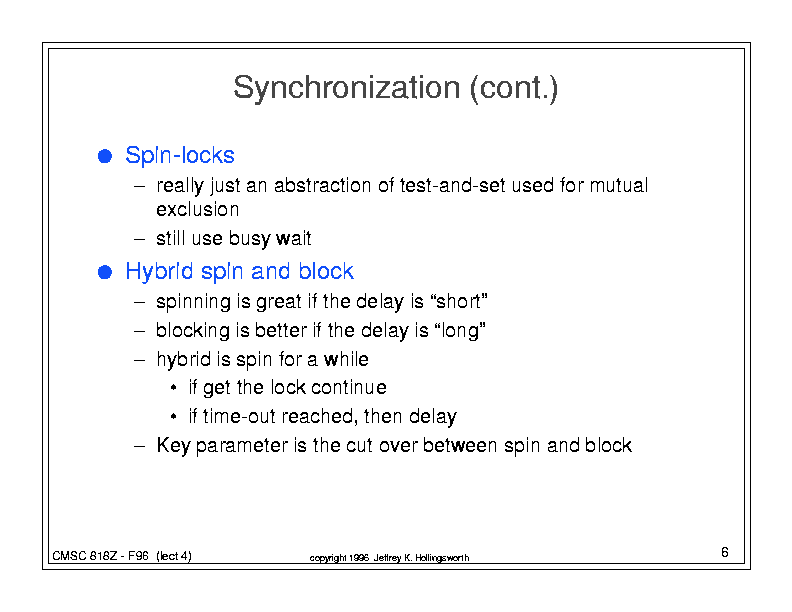 Synchronization (cont.)
● Spin-locks
– really just an abstraction of test-and-set used for mutual
exclusion
– still use busy wait
● Hybrid spin and block
– spinning is great if the delay is “short”
– blocking is better if the delay is “long”
– hybrid is spin for a while
• if get the lock continue
• if time-out reached, then delay
– Key parameter is the cut over between spin and block
CMSC 818Z - F96 (lect 4)
copyright 1996 Jeffrey K. Hollingsworth
6